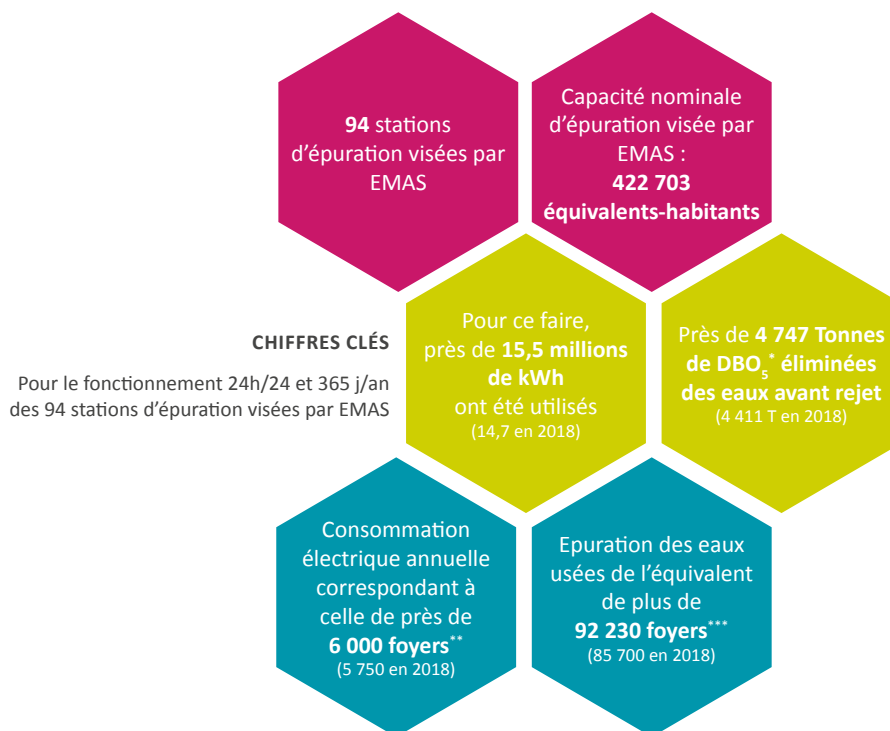 94 stations
d'épuration visées par
EMAS
Capacité nominale
d'épuration visée par
EMAS :
422 703
équivalents-habitants
CHIFFRES CLÉS
Pour le fonctionnement 24h/24 et 365 j/an
des 94 stations d'épuration visées par EMAS
Pour ce faire,
près de 15,5 millions
de kWh
ont été utilisés
(14,7 en 2018)
Près de 4 747 Tonnes
de DBO₅* éliminées
des eaux avant rejet
(4 411 T en 2018)
Consommation
électrique annuelle
correspondant à
celle de près de
6 000 foyers**
(5 750 en 2018)
Epuration des eaux
usées de l'équivalent
de plus de
92 230 foyers***
(85 700 en 2018)